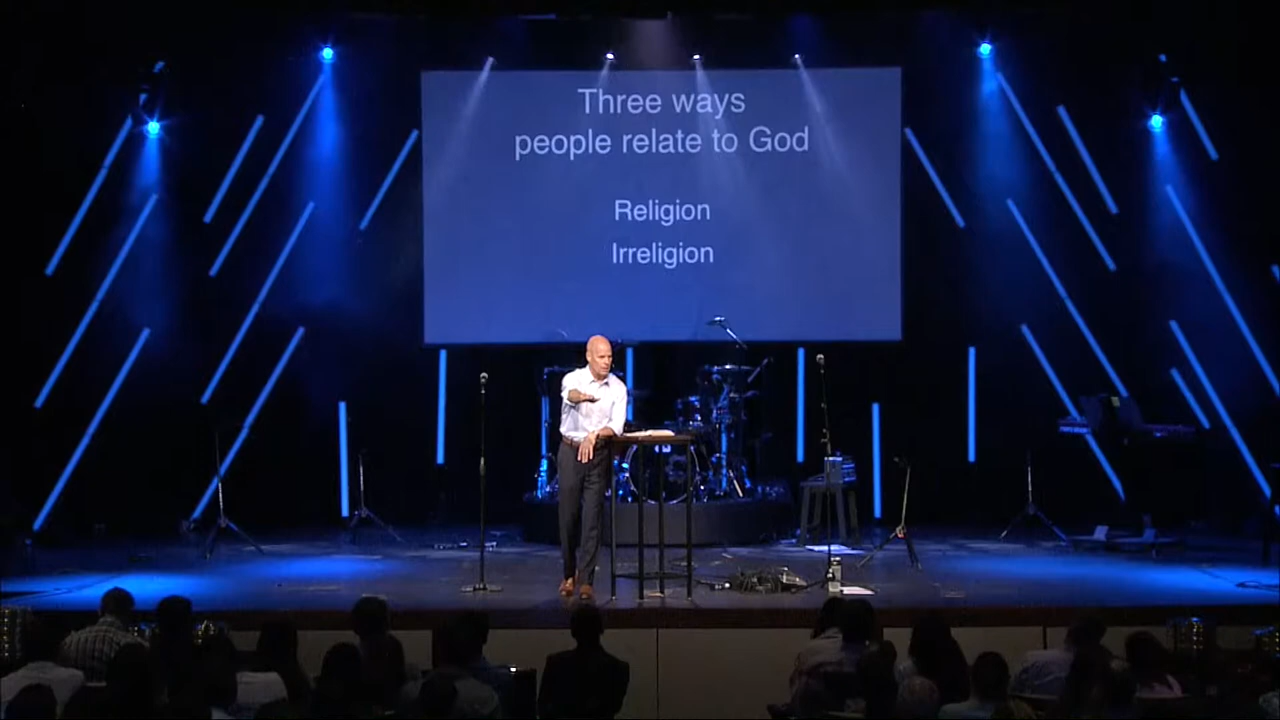 Three ways
people relate to God
Religion
Irreligion